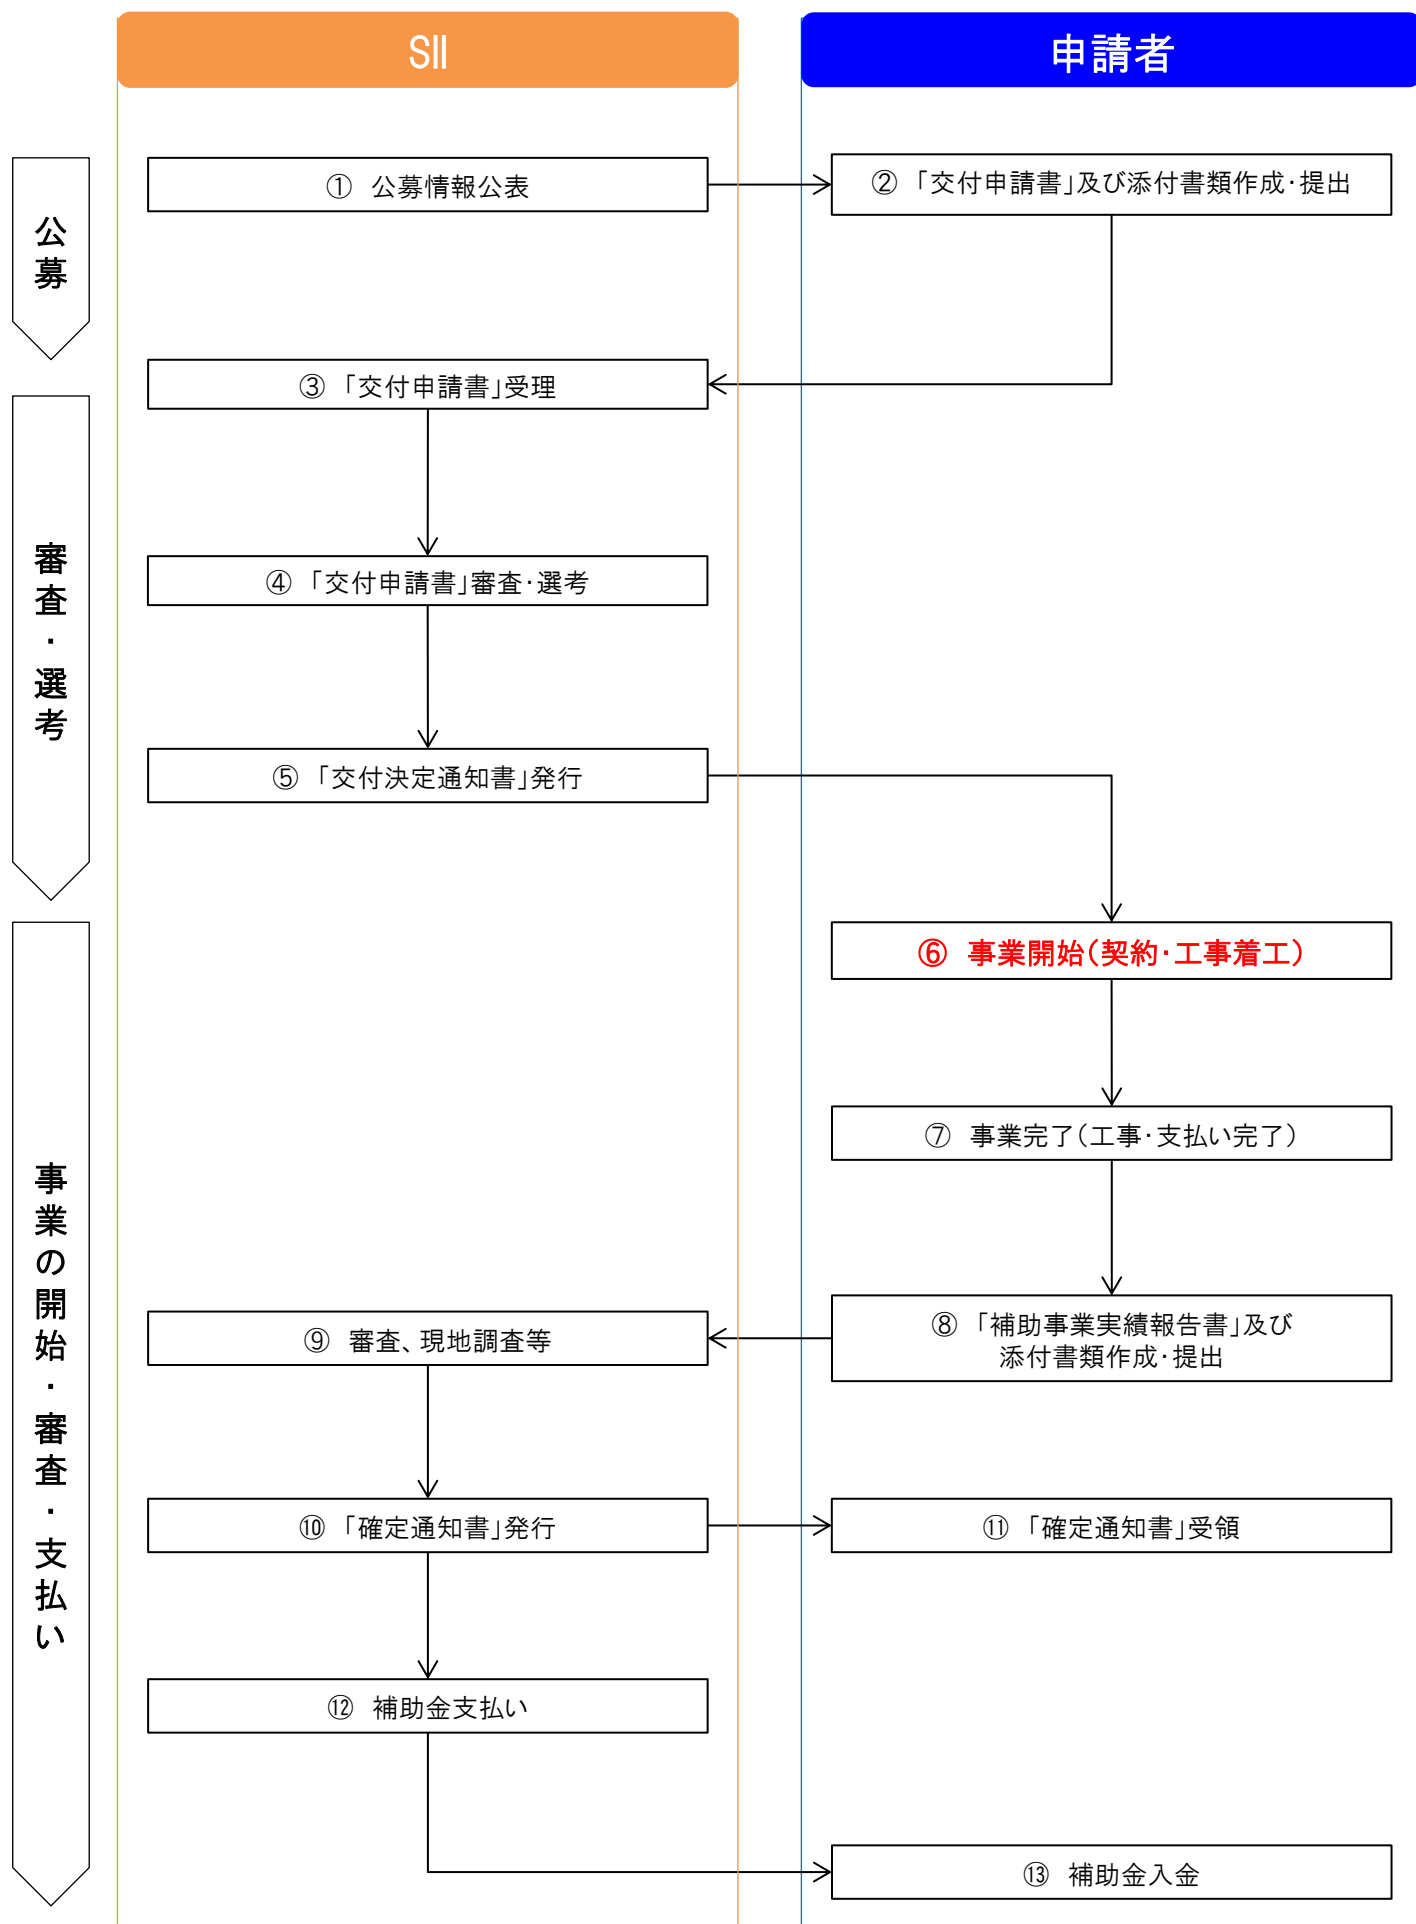 SII
申請者
公募
① 公募情報公表
② 「交付申請書」及び添付書類作成・提出
③ 「交付申請書」受理
審査・選考
④ 「交付申請書」審査・選考
⑤ 「交付決定通知書」発行
事業の開始・審査・支払い
⑥ 事業開始(契約・工事着工)
⑦ 事業完了(工事・支払い完了)
⑧ 「補助事業実績報告書」及び
添付書類作成・提出
⑨ 審査、現地調査等
⑩ 「確定通知書」発行
⑪ 「確定通知書」受領
⑫ 補助金支払い
⑬ 補助金入金